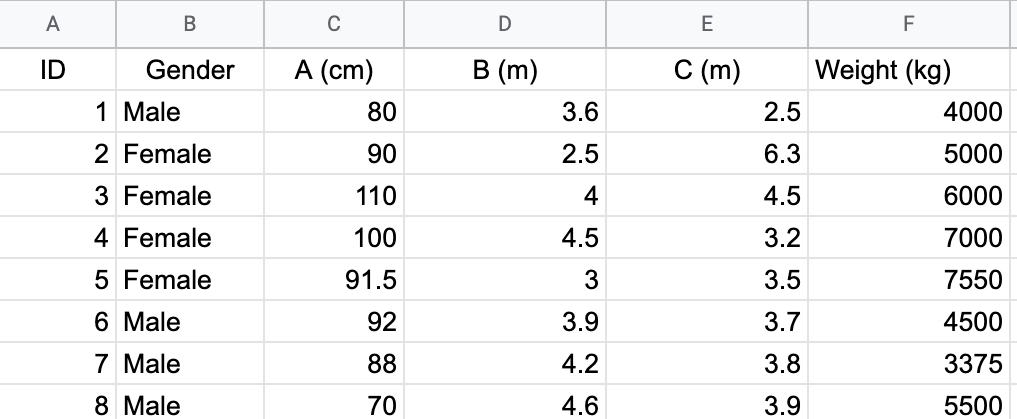 A B C D E F
ID Gender A (cm) B (m) C (m) Weight (kg)
1 Male 80 3.6 2.5 4000
2 Female 90 2.5 6.3 5000
3 Female 110 4 4.5 6000
4 Female 100 4.5 3.2 7000
5 Female 91.5 3 3.5 7550
6 Male 92 3.9 3.7 4500
7 Male 88 4.2 3.8 3375
8 Male 70 4.6 3.9 5500